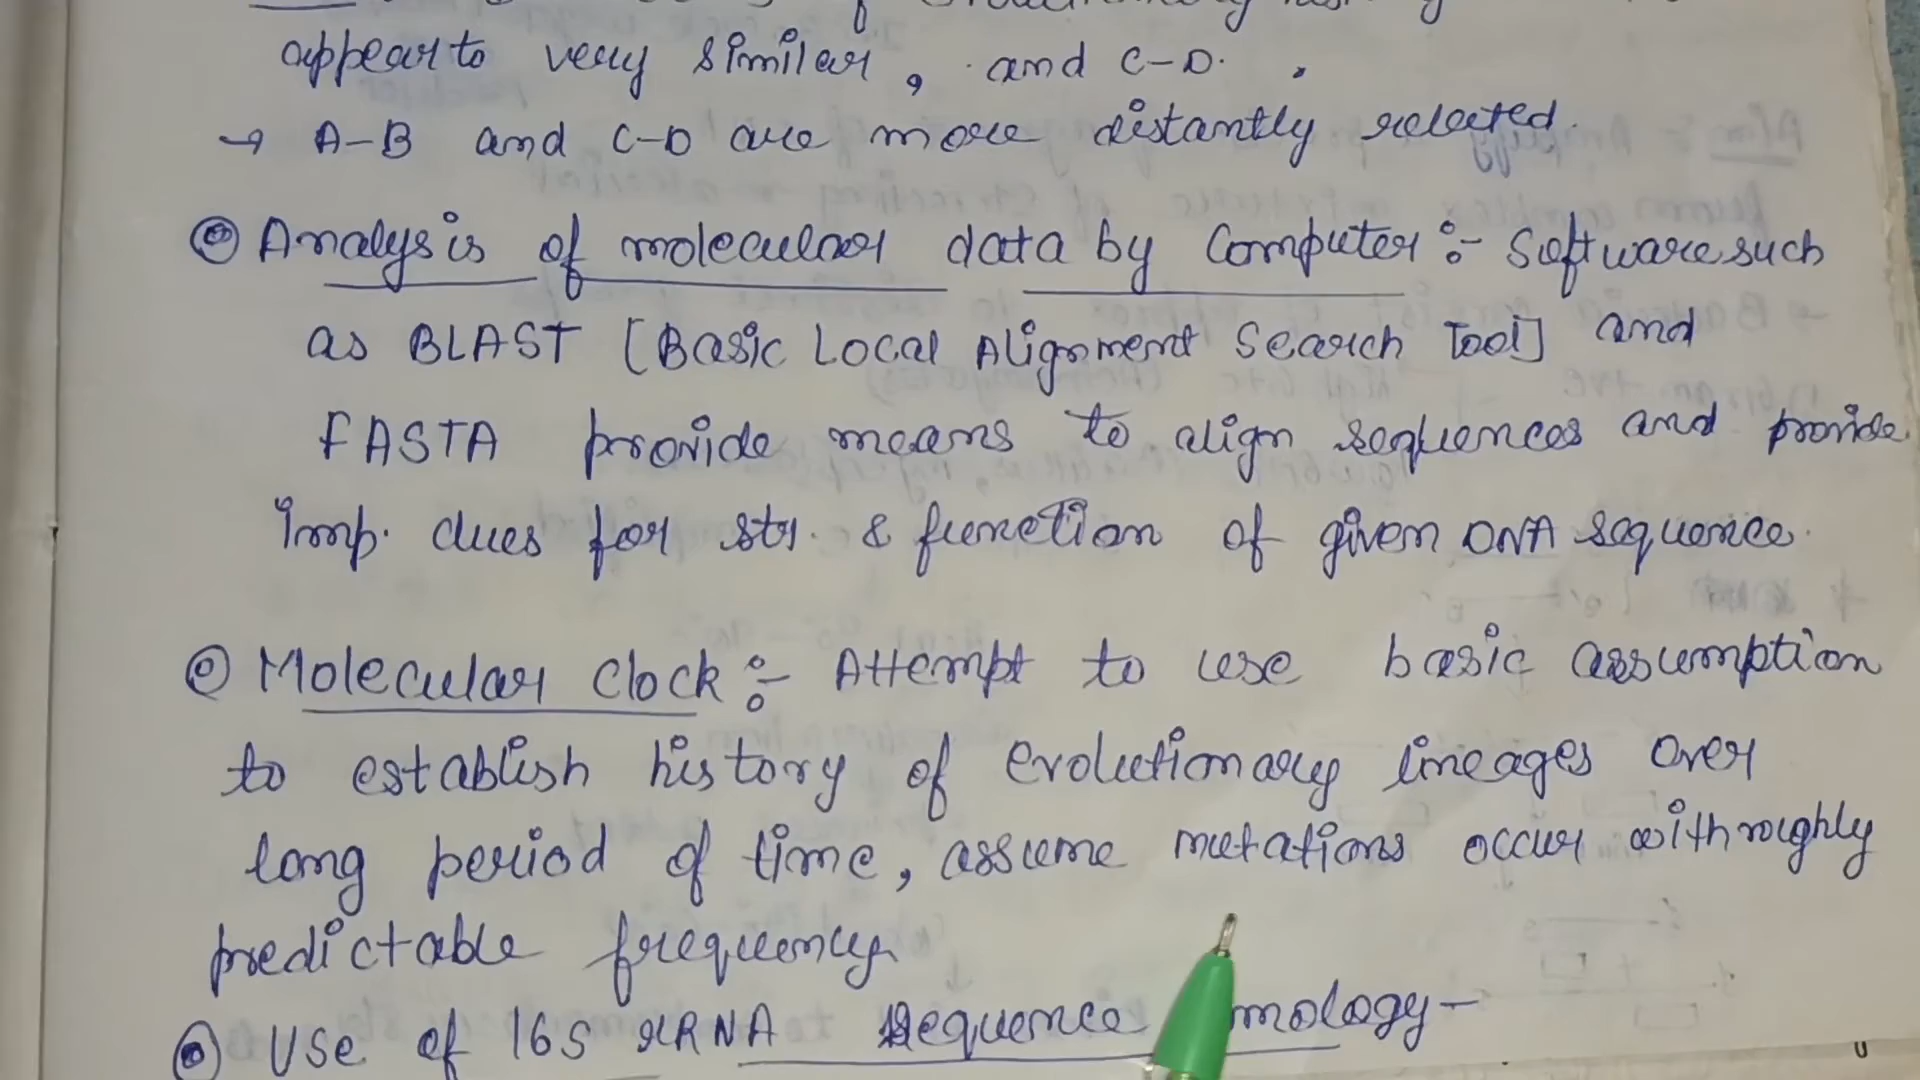 appear to very similar, and C-D.
→ A-B and C-D are more distantly related.
Analysis of molecular data by Computer :- Software such
as BLAST [Basic Local Alignment Search Tool] and
FASTA provide means to align sequences and provide
imp. clues for str. & function of given DNA sequence.
Molecular Clock :- Attempt to use basic assumption
to establish history of evolutionary lineages over
long period of time, assume mutations occur with roughly
predictable frequency.
Use of 16S rRNA Sequence mology-